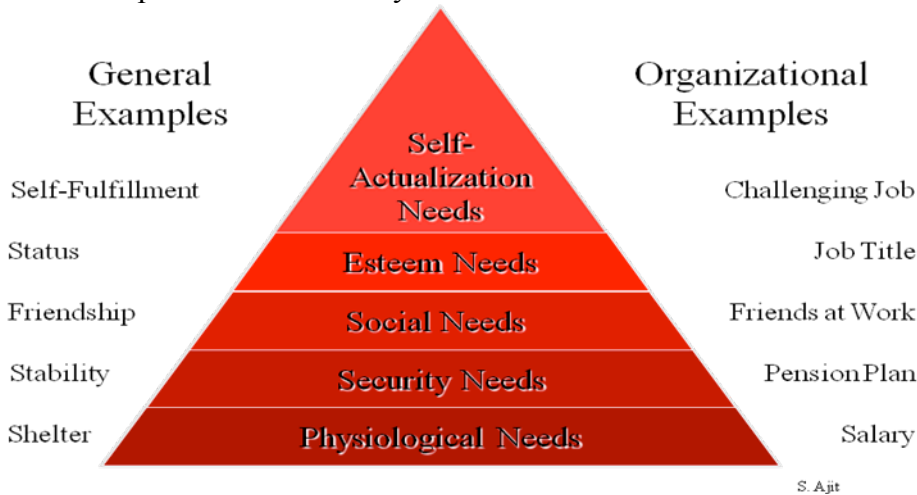 General
Examples
Organizational
Examples
Self-
Actualization
Needs
Self-Fulfillment
Challenging Job
Status
Esteem Needs
Job Title
Friendship
Social Needs
Friends at Work
Stability
Security Needs
Pension Plan
Shelter
Physiological Needs
Salary
S. Ajit